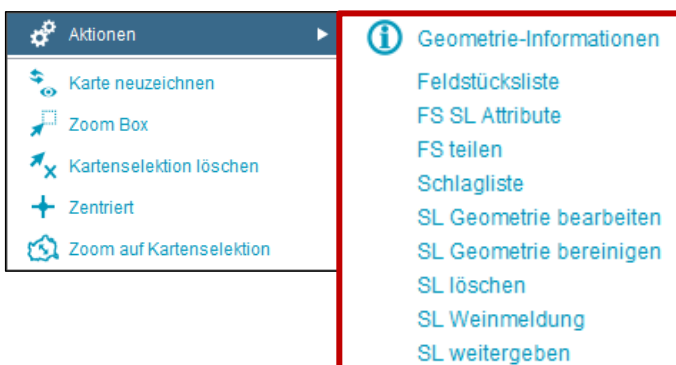 Aktionen
Karte neuzeichnen
Zoom Box
Kartenselektion löschen
Zentriert
Zoom auf Kartenselektion
Geometrie-Informationen
Feldstücksliste
FS SL Attribute
FS teilen
Schlagliste
SL Geometrie bearbeiten
SL Geometrie bereinigen
SL löschen
SL Weinmeldung
SL weitergeben